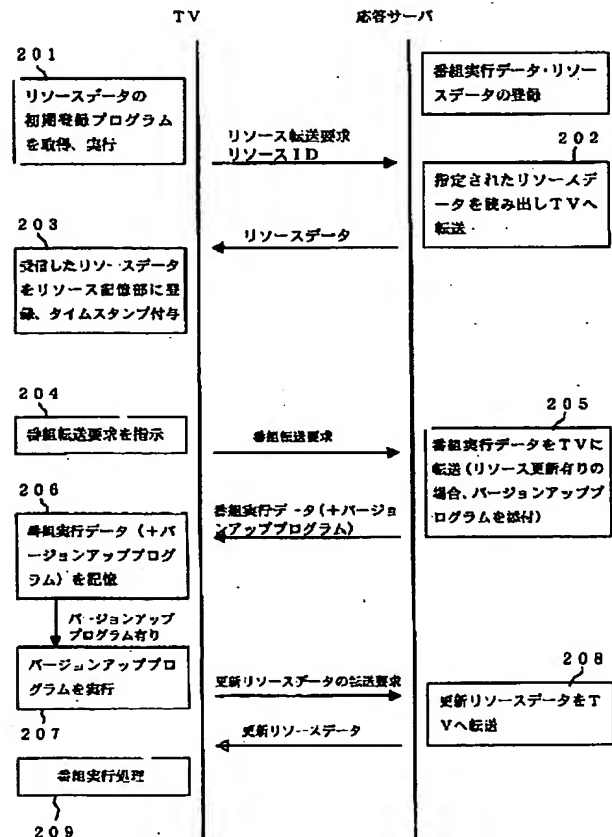 TV
応答サーバ
201
リソースデータの
初期登録プログラム
を取得、実行
番組実行データ・リソー
スデータの登録
リソース転送要求
リソースID
202
指定されたリソースデ
ータを読み出しTVへ
転送
リソースデータ
203
受信したリソースデータ
をリソース記憶部に登
録、タイムスタンプ付与
204
番組転送要求を指示
番組転送要求
205
番組実行データをTVに
転送(リソース更新有りの
場合、バージョンアッププ
ログラムを添付)
番組実行データ(+バージョ
ンアッププログラム)
206
番組実行データ(+バ
ージョンアッププログ
ラム)を記憶
バージョンアップ
プログラム有り
バージョンアッププロ
グラムを実行
207
更新リソースデータの転送要求
208
更新リソースデータをT
Vへ転送
更新リソースデータ
番組実行処理
209